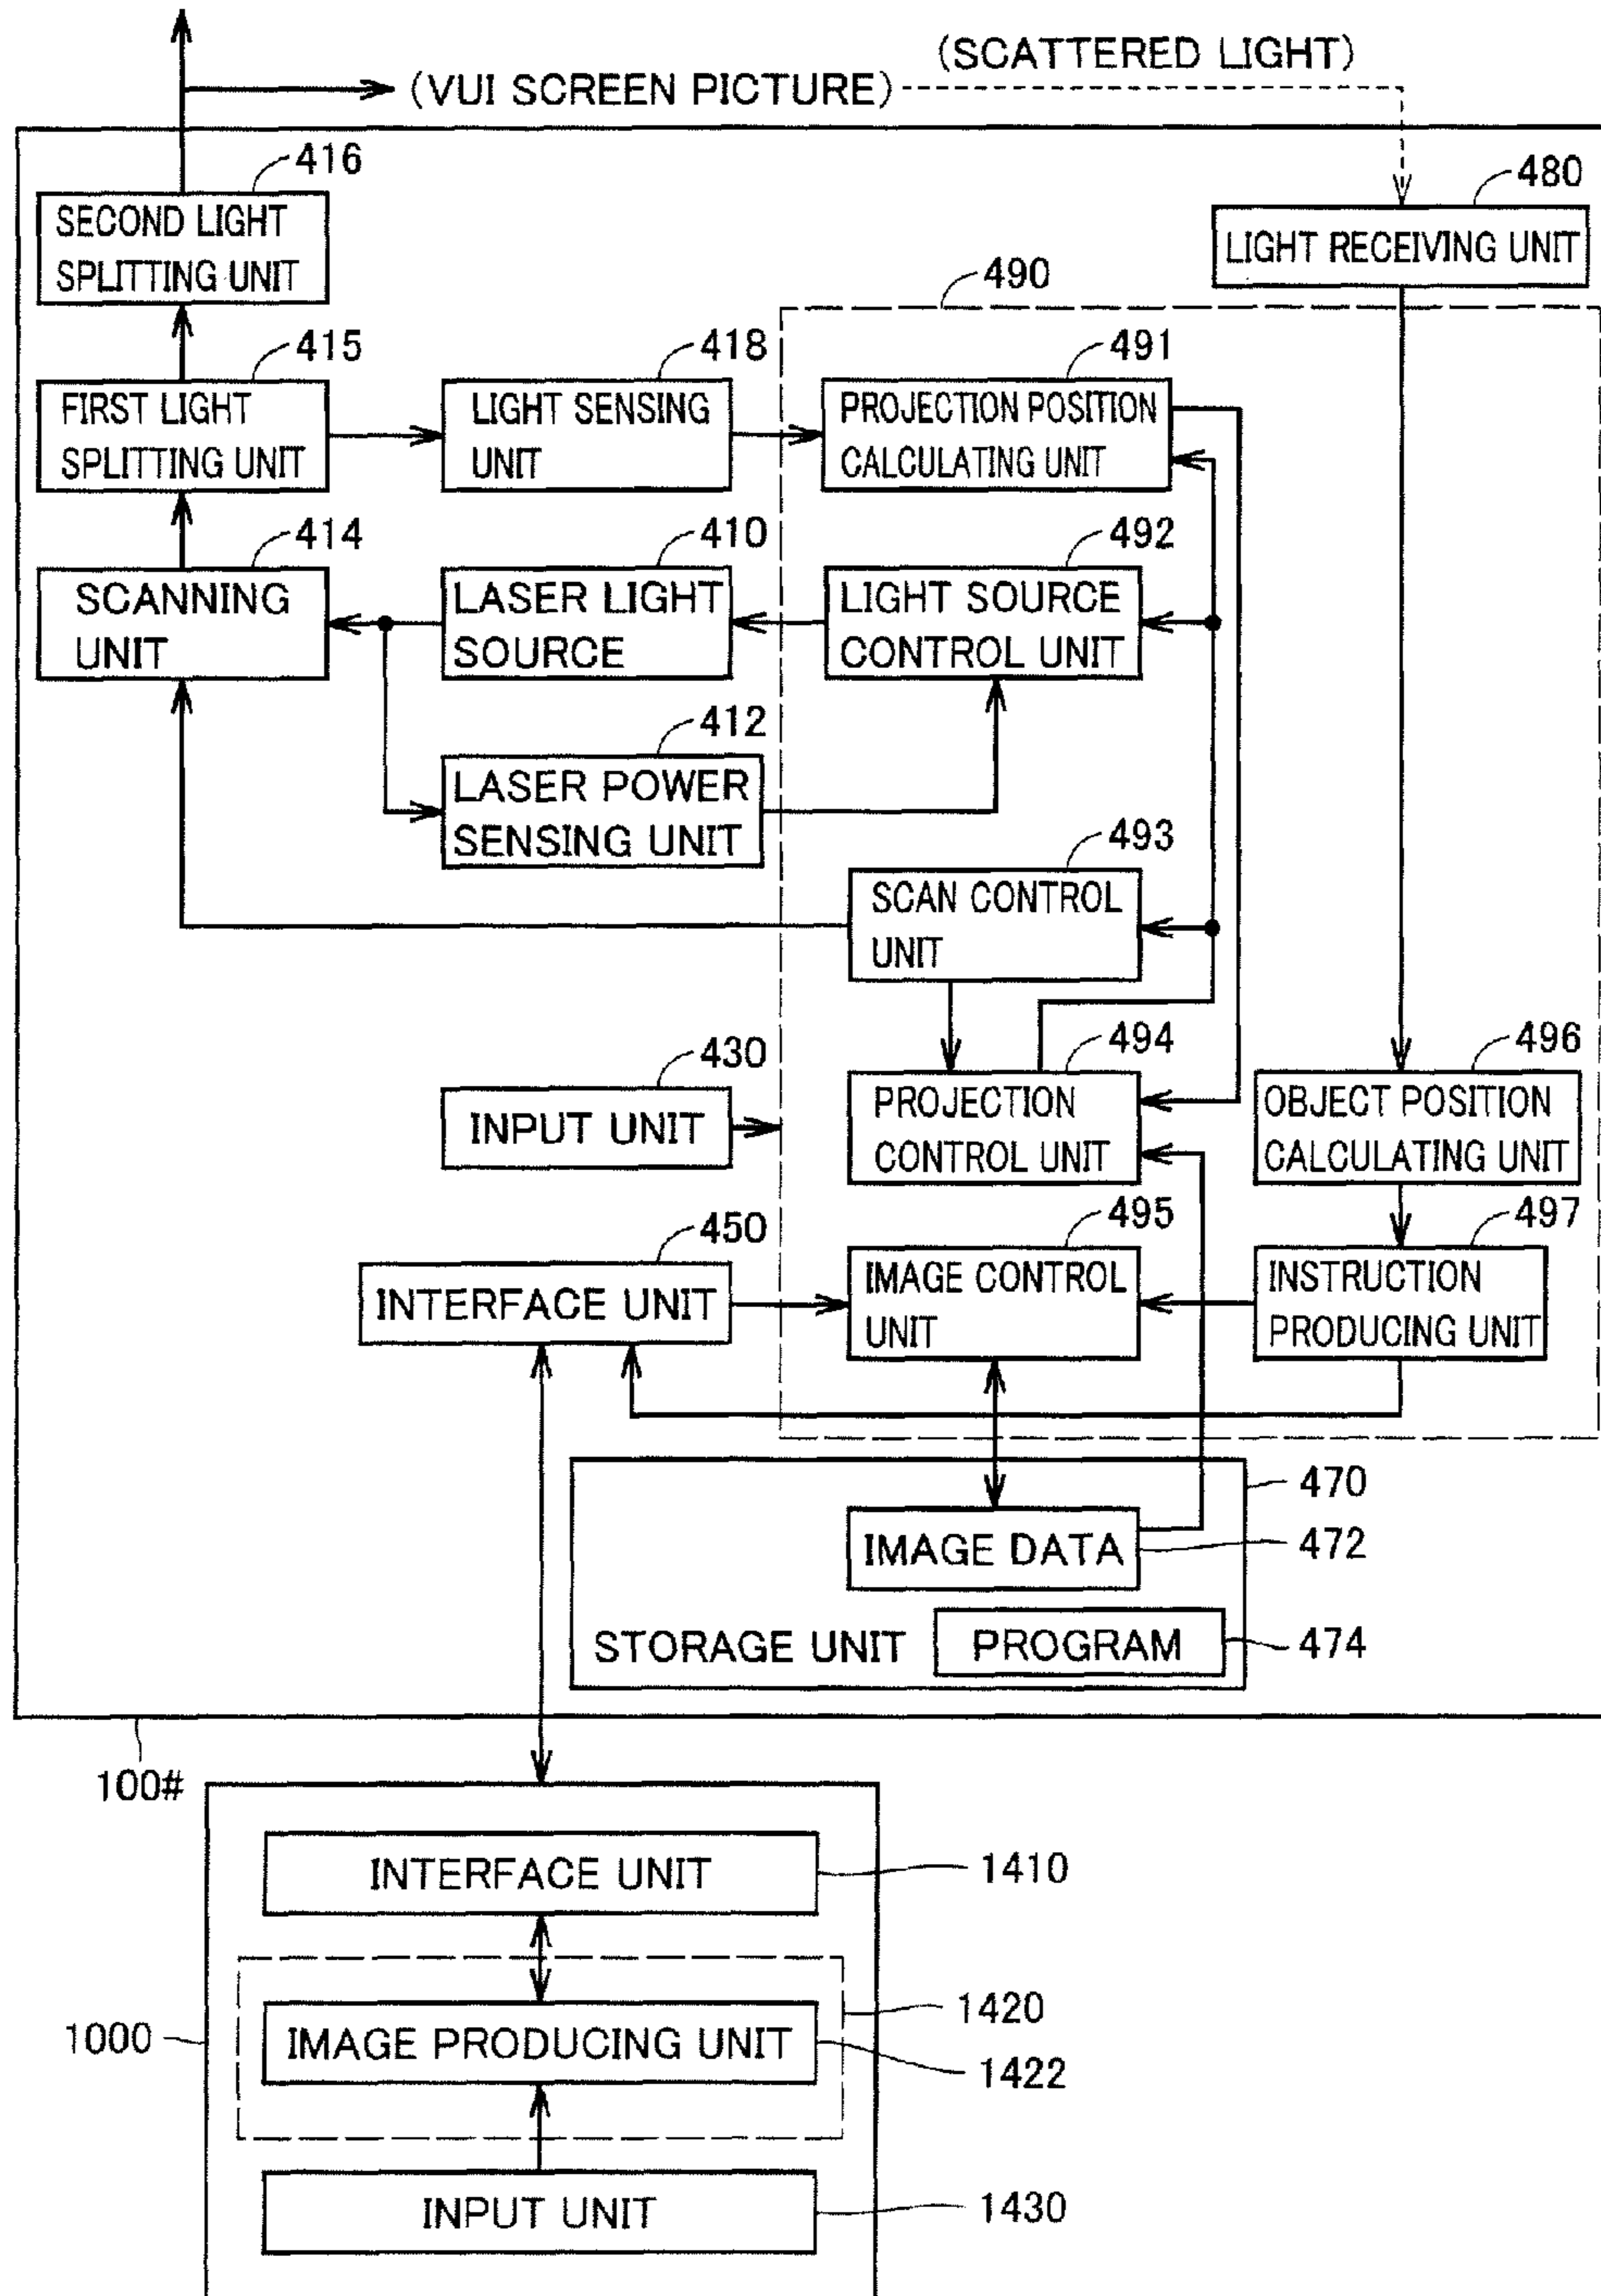 (SCATTERED LIGHT)
(VUI SCREEN PICTURE)
416
SECOND LIGHT
SPLITTING UNIT
480
LIGHT RECEIVING UNIT
490
415
FIRST LIGHT
SPLITTING UNIT
418
LIGHT SENSING
UNIT
491
PROJECTION POSITION
CALCULATING UNIT
414
SCANNING
UNIT
410
LASER LIGHT
SOURCE
492
LIGHT SOURCE
CONTROL UNIT
412
LASER POWER
SENSING UNIT
493
SCAN CONTROL
UNIT
430
INPUT UNIT
494
PROJECTION
CONTROL UNIT
496
OBJECT POSITION
CALCULATING UNIT
450
INTERFACE UNIT
495
IMAGE CONTROL
UNIT
497
INSTRUCTION
PRODUCING UNIT
470
IMAGE DATA
472
STORAGE UNIT
PROGRAM
474
100#
INTERFACE UNIT
1410
1000
1420
IMAGE PRODUCING UNIT
1422
INPUT UNIT
1430